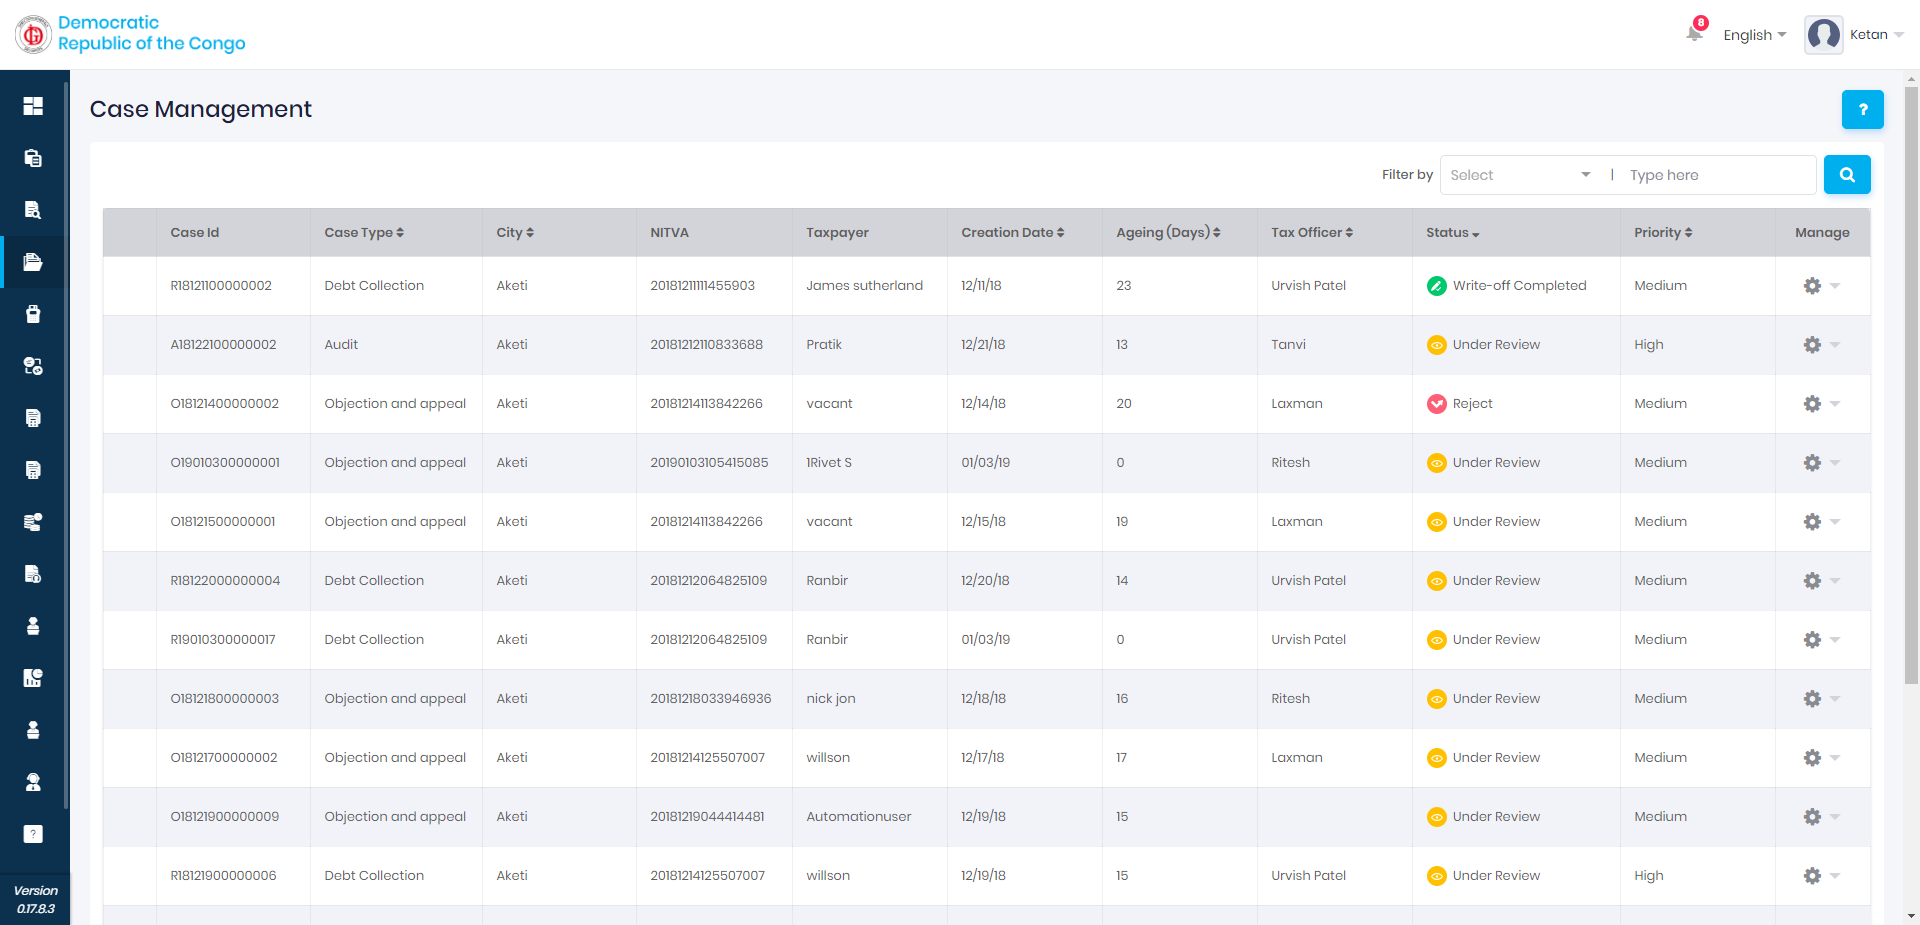 Democratic
Republic of the Congo
8
English
Ketan
Case Management
?
Filter by Select | Type here
Case Id Case Type City NITVA Taxpayer Creation Date Ageing (Days) Tax Officer Status Priority Manage
R18121100000002 Debt Collection Aketi 20181211111455903 James sutherland 12/11/18 23 Urvish Patel Write-off Completed Medium
A18122100000002 Audit Aketi 20181212110833688 Pratik 12/21/18 13 Tanvi Under Review High
O18121400000002 Objection and appeal Aketi 20181214113842266 vacant 12/14/18 20 Laxman Reject Medium
O19010300000001 Objection and appeal Aketi 20190103105415085 1Rivet S 01/03/19 0 Ritesh Under Review Medium
O18121500000001 Objection and appeal Aketi 20181214113842266 vacant 12/15/18 19 Laxman Under Review Medium
R18122000000004 Debt Collection Aketi 20181212064825109 Ranbir 12/20/18 14 Urvish Patel Under Review Medium
R19010300000017 Debt Collection Aketi 20181212064825109 Ranbir 01/03/19 0 Urvish Patel Under Review Medium
O18121800000003 Objection and appeal Aketi 20181218033946936 nick jon 12/18/18 16 Ritesh Under Review Medium
O18121700000002 Objection and appeal Aketi 20181214125507007 willson 12/17/18 17 Laxman Under Review Medium
O18121900000009 Objection and appeal Aketi 20181219044414481 Automationuser 12/19/18 15 Under Review Medium
R18121900000006 Debt Collection Aketi 20181214125507007 willson 12/19/18 15 Urvish Patel Under Review High
?
Version
0.17.8.3